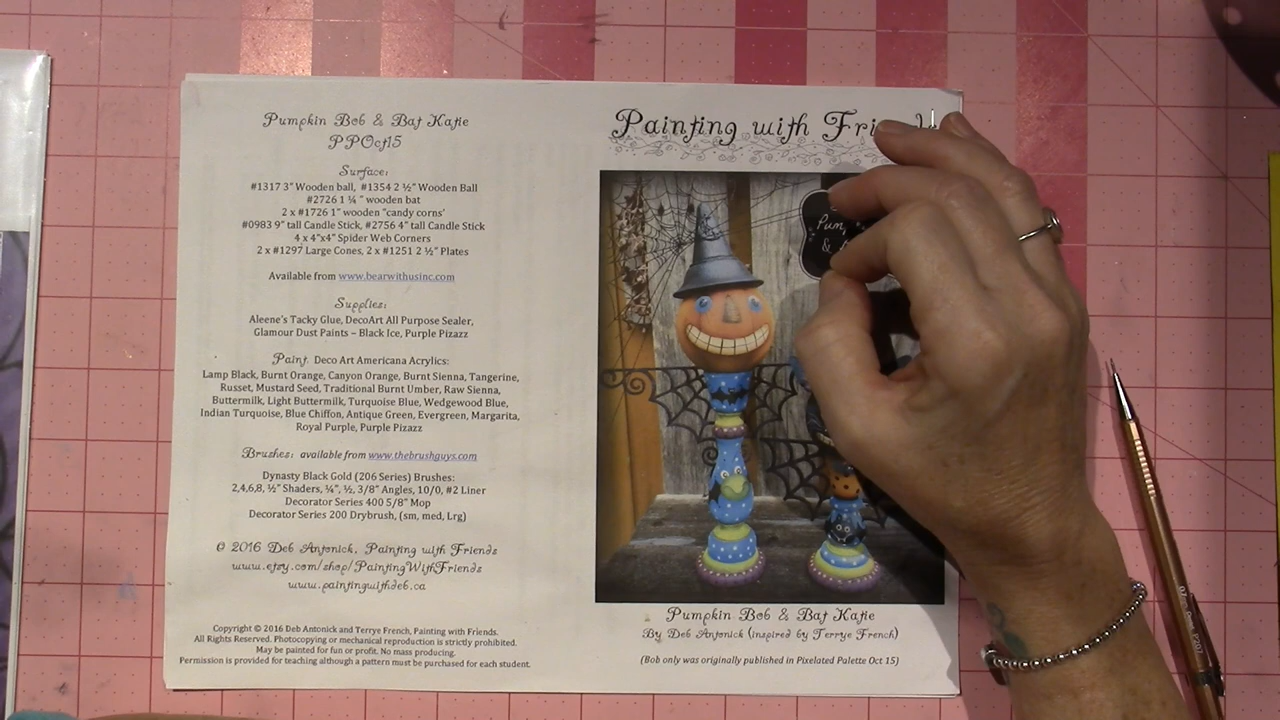 Pumpkin Bob & Bat Katie
PPOct15
Surface:
#1317 3" Wooden ball, #1354 2 ½" Wooden Ball
#2726 1 ¼ " wooden bat
2 x #1726 1" wooden "candy corns'
#0983 9" tall Candle Stick, #2756 4" tall Candle Stick
4 x 4"x4" Spider Web Corners
2 x #1297 Large Cones, 2 x #1251 2 ½" Plates
Available from www.bearwithusinc.com
Supplies:
Aleene's Tacky Glue, DecoArt All Purpose Sealer,
Glamour Dust Paints – Black Ice, Purple Pizazz
Paint: Deco Art Americana Acrylics:
Lamp Black, Burnt Orange, Canyon Orange, Burnt Sienna, Tangerine,
Russet, Mustard Seed, Traditional Burnt Umber, Raw Sienna,
Buttermilk, Light Buttermilk, Turquoise Blue, Wedgewood Blue,
Indian Turquoise, Blue Chiffon, Antique Green, Evergreen, Margarita,
Royal Purple, Purple Pizazz
Brushes: available from www.thebrushguys.com
Dynasty Black Gold (206 Series) Brushes:
2,4,6,8, ½" Shaders, ¼", ½, 3/8" Angles, 10/0, #2 Liner
Decorator Series 400 5/8" Mop
Decorator Series 200 Drybrush, (sm, med, Lrg)
© 2016 Deb Antonick, Painting with Friends
www.etsy.com/shop/PaintingWithFriends
www.paintingwithdeb.ca
Copyright © 2016 Deb Antonick and Terrye French, Painting with Friends.
All Rights Reserved. Photocopying or mechanical reproduction is strictly prohibited.
May be painted for fun or profit. No mass producing.
Permission is provided for teaching although a pattern must be purchased for each student.
Painting with Fri
Pum
&
Pumpkin Bob & Bat Katie
By Deb Antonick (inspired by Terrye French)
(Bob only was originally published in Pixelated Palette Oct 15)